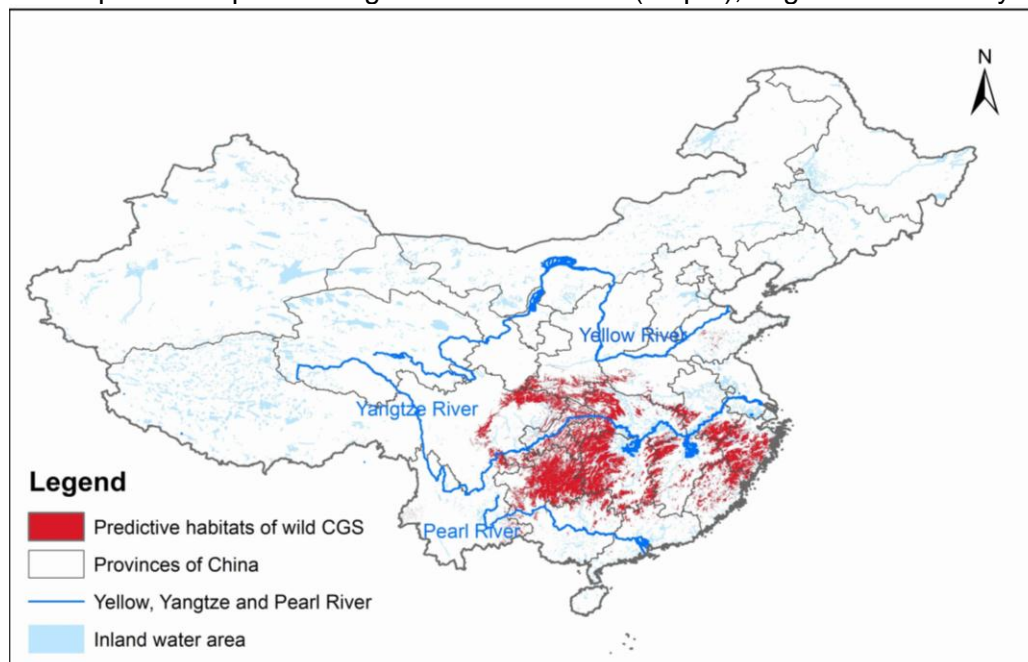 N
Yellow River
Yangtze River
Pearl River
Legend
Predictive habitats of wild CGS
Provinces of China
Yellow, Yangtze and Pearl River
Inland water area